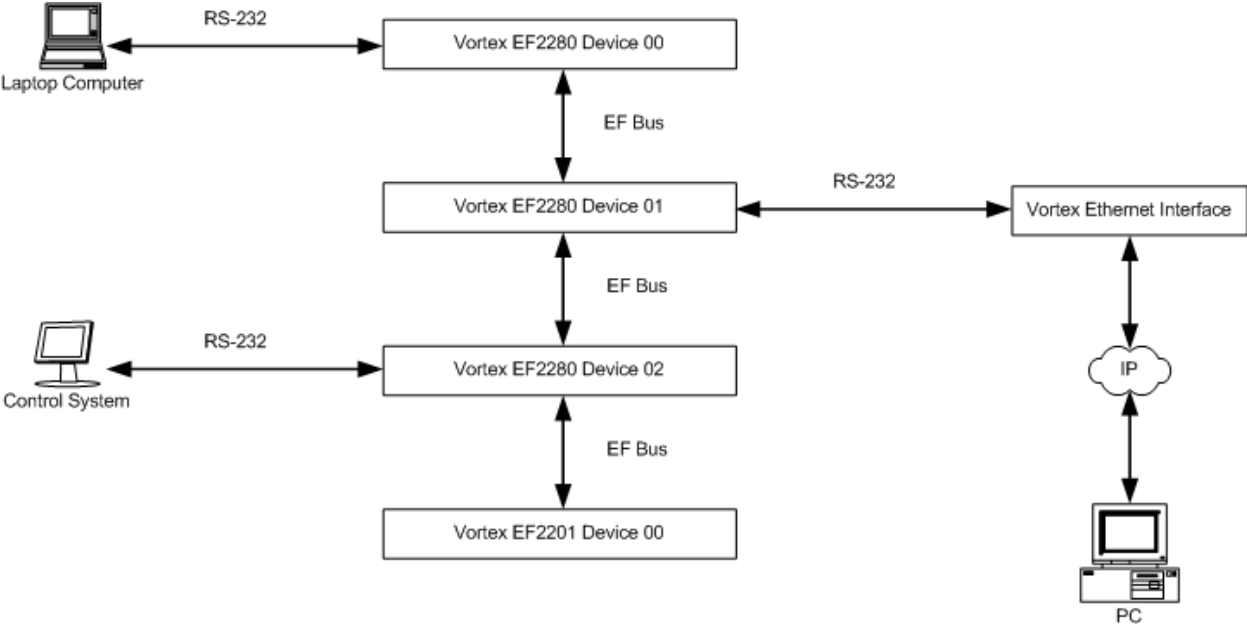 RS-232
Vortex EF2280 Device 00
Laptop Computer
EF Bus
RS-232
Vortex EF2280 Device 01
Vortex Ethernet Interface
EF Bus
RS-232
Vortex EF2280 Device 02
IP
Control System
EF Bus
Vortex EF2201 Device 00
PC